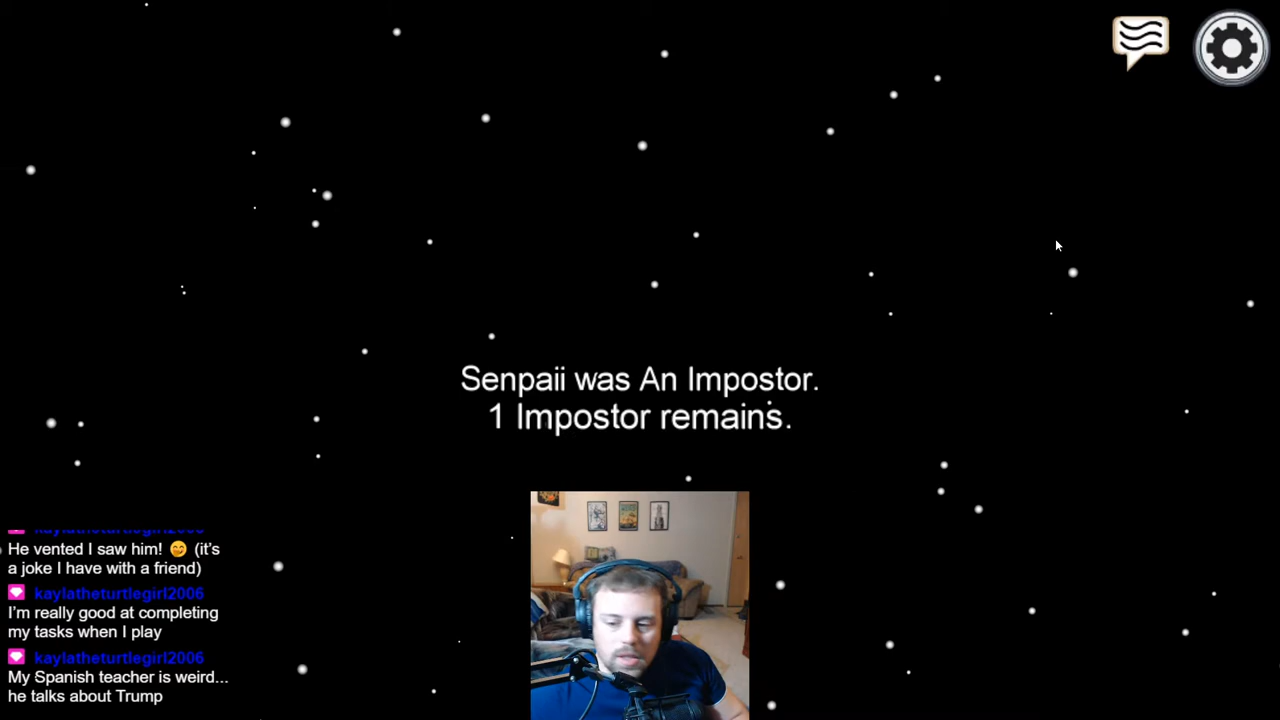 Senpaii was An Impostor.
1 Impostor remains.
kaylatheturtlegirl2006
He vented I saw him! 🤭 (it's
a joke I have with a friend)
kaylatheturtlegirl2006
I'm really good at completing
my tasks when I play
kaylatheturtlegirl2006
My Spanish teacher is weird...
he talks about Trump